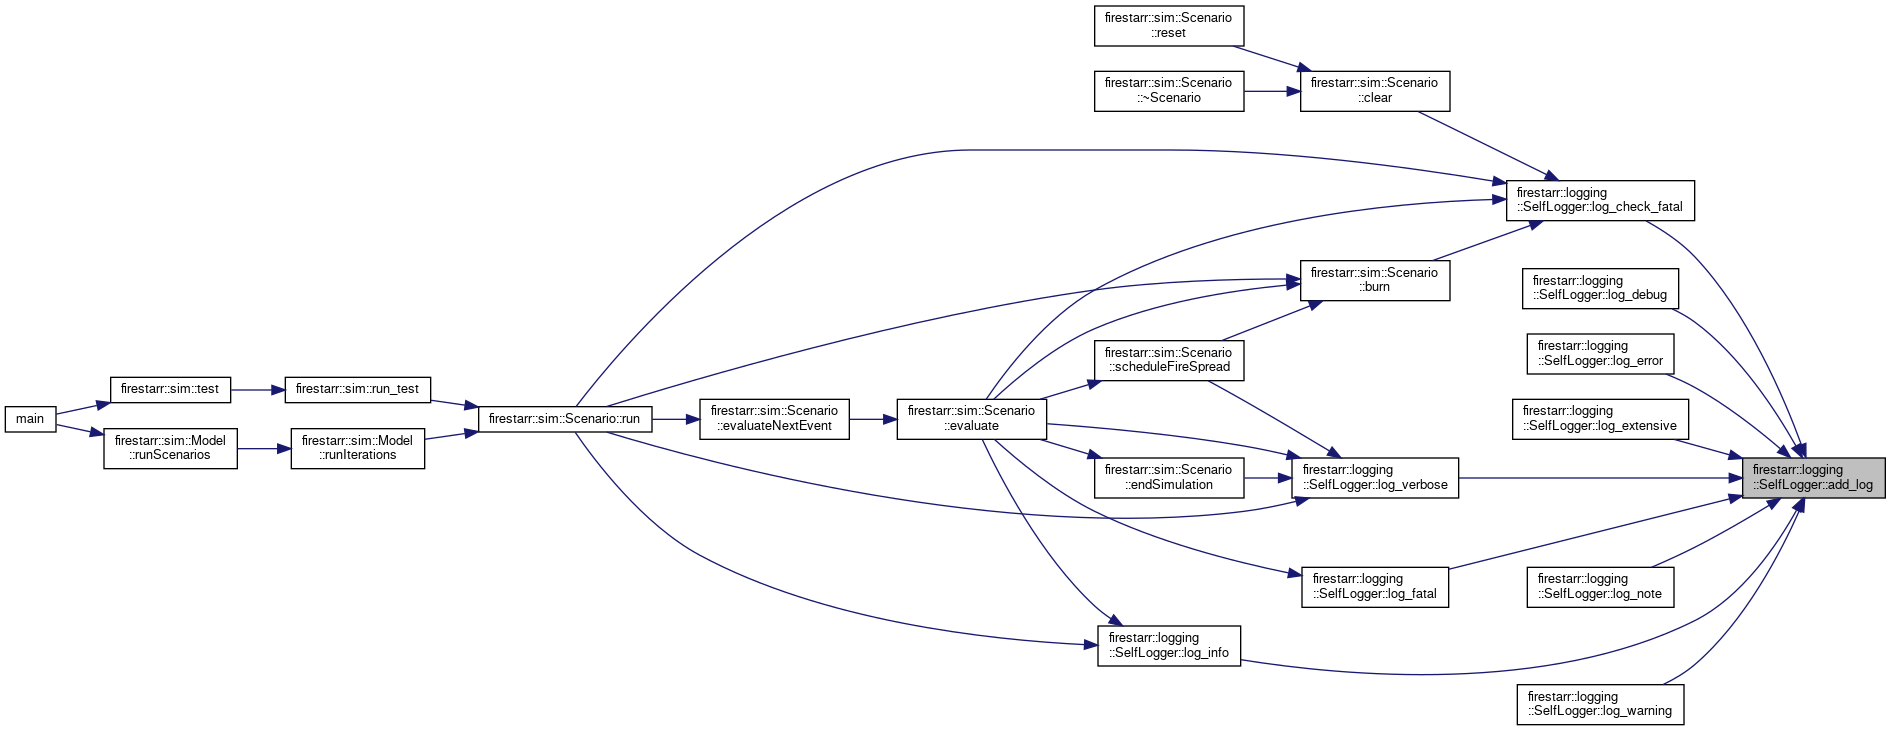 firestarr::sim::Scenario
::reset
firestarr::sim::Scenario
::~Scenario
firestarr::sim::Scenario
::clear
firestarr::logging
::SelfLogger::log_check_fatal
firestarr::sim::Scenario
::burn
firestarr::logging
::SelfLogger::log_debug
firestarr::logging
::SelfLogger::log_error
firestarr::sim::Scenario
::scheduleFireSpread
firestarr::sim::test
firestarr::sim::run_test
main
firestarr::sim::Scenario::run
firestarr::sim::Scenario
::evaluateNextEvent
firestarr::sim::Scenario
::evaluate
firestarr::logging
::SelfLogger::log_extensive
firestarr::sim::Model
::runScenarios
firestarr::sim::Model
::runIterations
firestarr::sim::Scenario
::endSimulation
firestarr::logging
::SelfLogger::log_verbose
firestarr::logging
::SelfLogger::add_log
firestarr::logging
::SelfLogger::log_fatal
firestarr::logging
::SelfLogger::log_note
firestarr::logging
::SelfLogger::log_info
firestarr::logging
::SelfLogger::log_warning